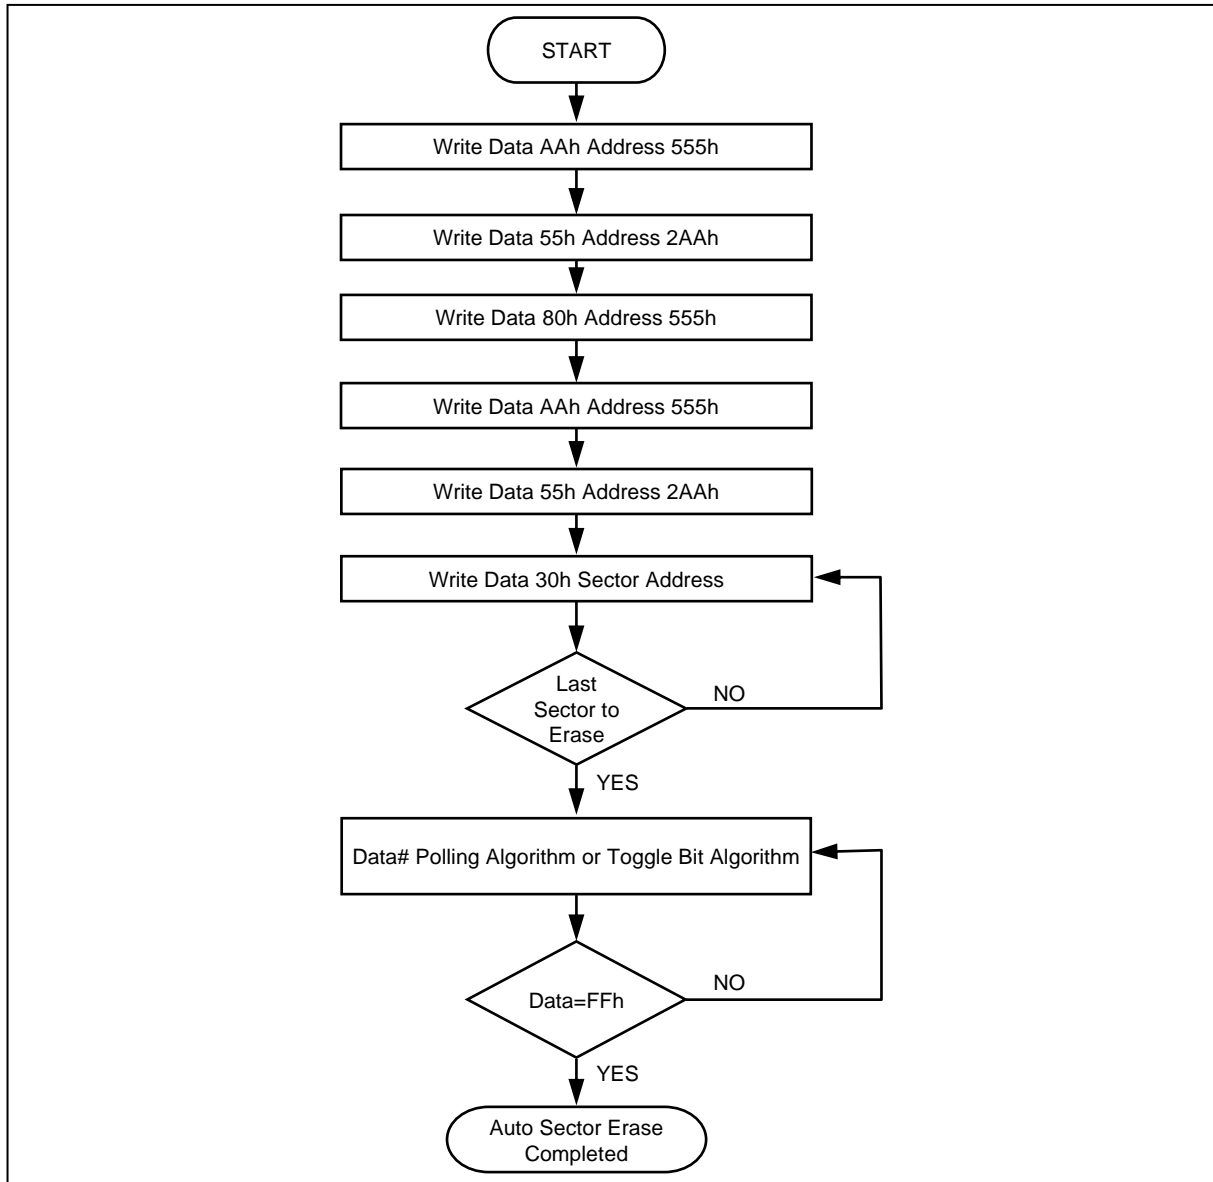 START
Write Data AAh Address 555h
Write Data 55h Address 2AAh
Write Data 80h Address 555h
Write Data AAh Address 555h
Write Data 55h Address 2AAh
Write Data 30h Sector Address
Last
Sector to
Erase
NO
YES
Data# Polling Algorithm or Toggle Bit Algorithm
Data=FFh
NO
YES
Auto Sector Erase
Completed